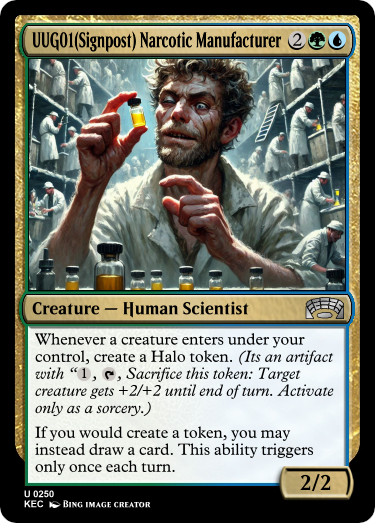 UUG01(Signpost) Narcotic Manufacturer 2
Creature — Human Scientist
Whenever a creature enters under your
control, create a Halo token. (Its an artifact
with “1, , Sacrifice this token: Target
creature gets +2/+2 until end of turn. Activate
only as a sorcery.)
If you would create a token, you may
instead draw a card. This ability triggers
only once each turn.
2/2
U 0250
KEC Bing Image Creator